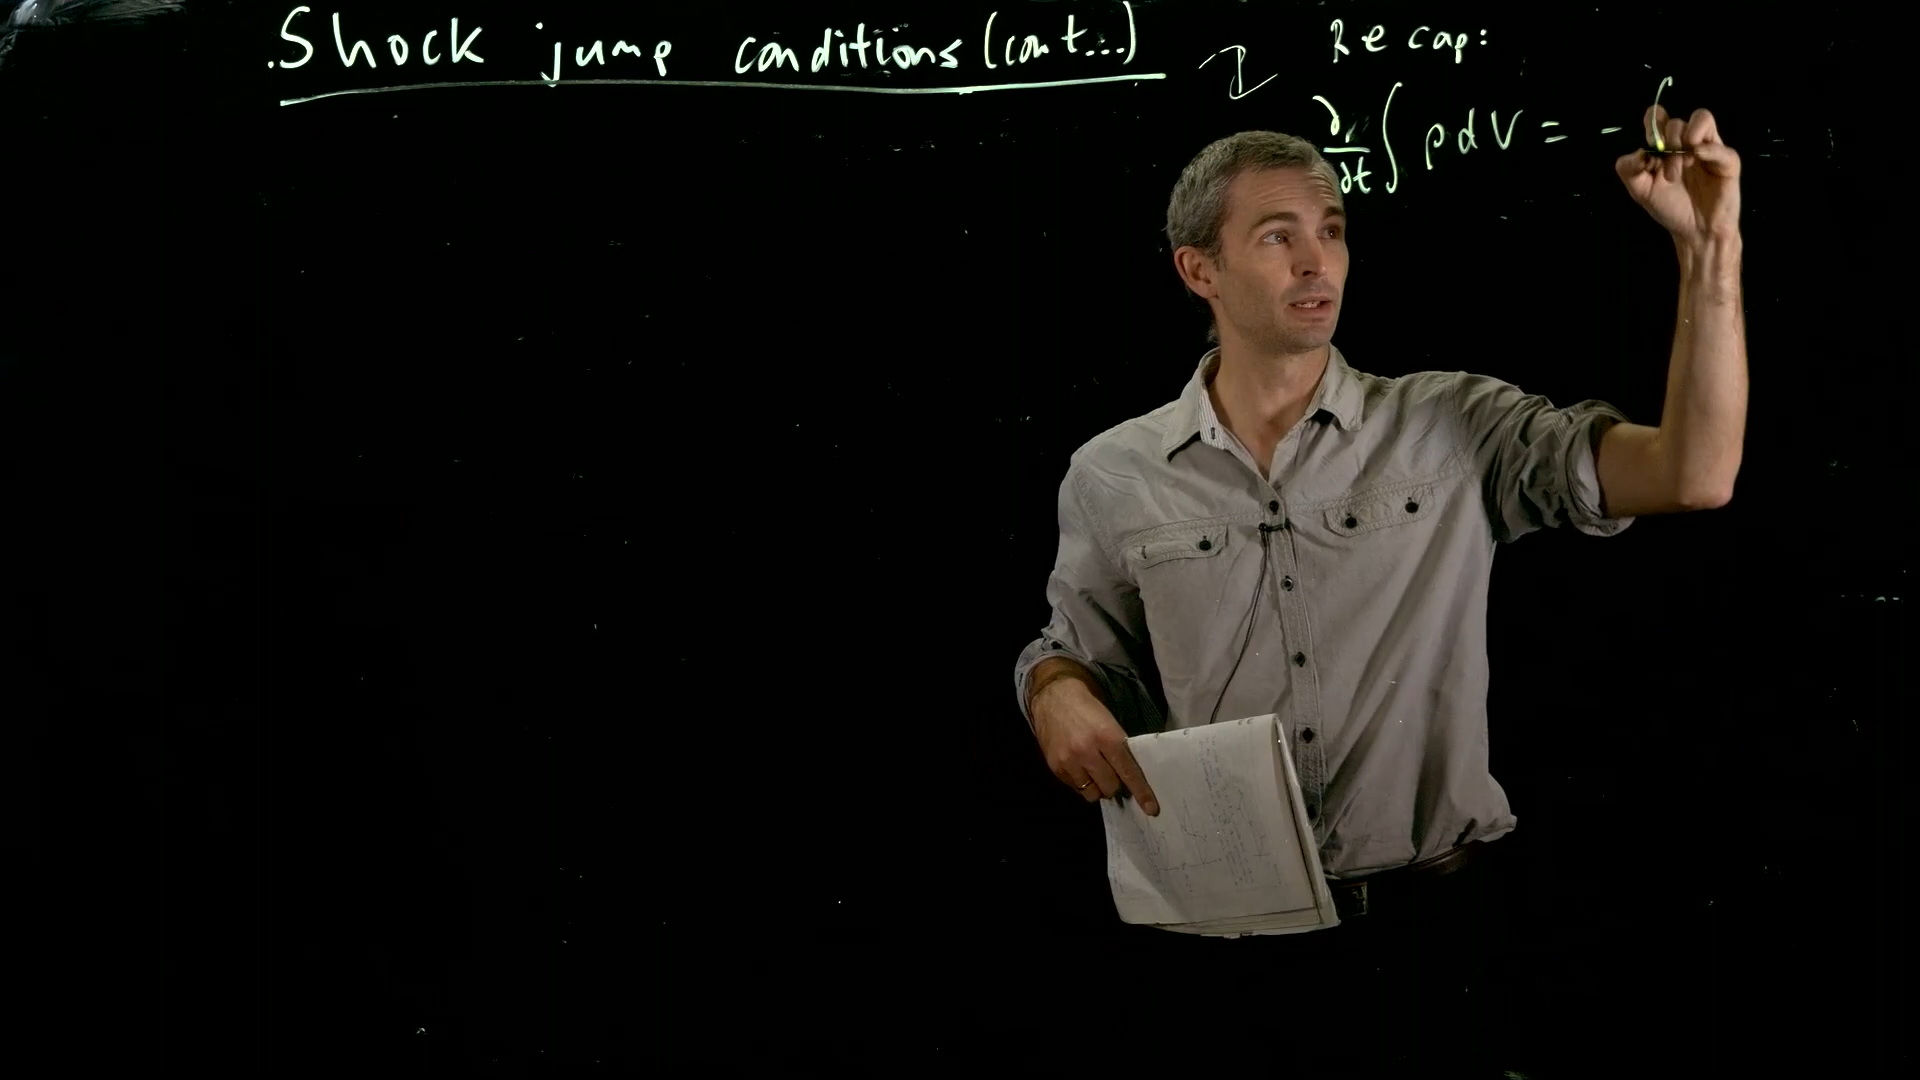 Shock jump conditions (cont...)
Recap:
∂/∂t ∫ ρ dV = - ∫